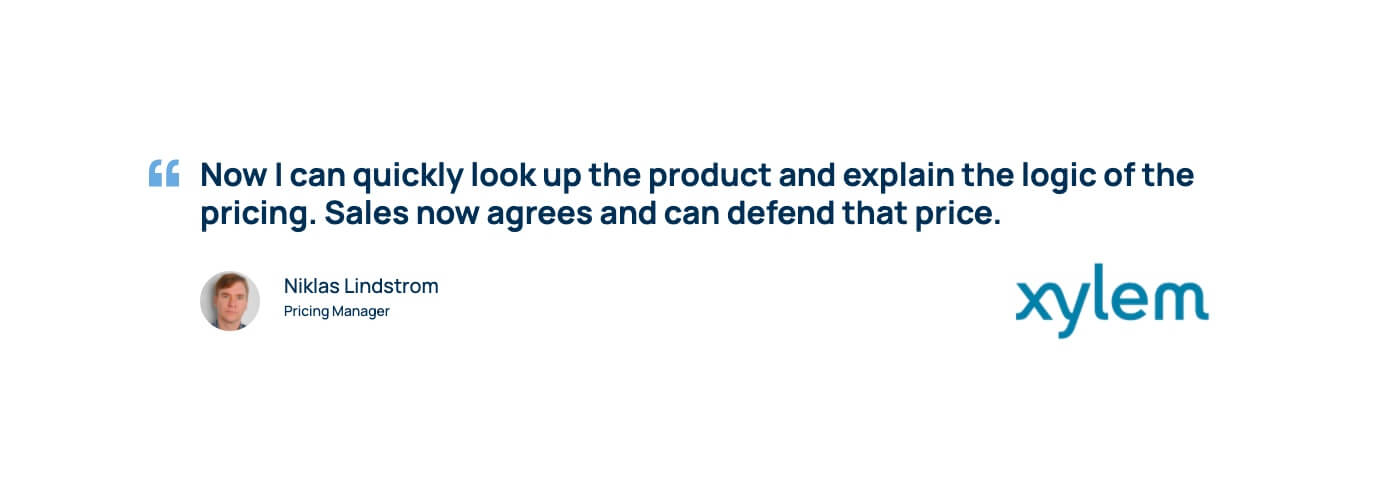 “ Now I can quickly look up the product and explain the logic of the
pricing. Sales now agrees and can defend that price.
Niklas Lindstrom
Pricing Manager
xylem